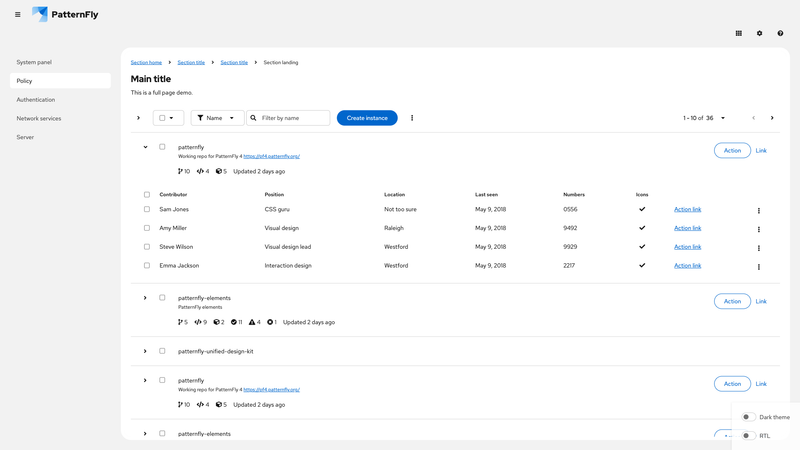 PatternFly
System panel
Policy
Authentication
Network services
Server
Section home Section title Section title Section landing
Main title
This is a full page demo.
Name Filter by name Create instance 1 - 10 of 36
patternfly Action Link
Working repo for PatternFly 4 https://pf4.patternfly.org/
10 4 5 Updated 2 days ago
Contributor Position Location Last seen Numbers Icons
Sam Jones CSS guru Not too sure May 9, 2018 0556 Action link
Amy Miller Visual design Raleigh May 9, 2018 9492 Action link
Steve Wilson Visual design lead Westford May 9, 2018 9929 Action link
Emma Jackson Interaction design Westford May 9, 2018 2217 Action link
patternfly-elements Action Link
PatternFly elements
5 9 2 11 4 1 Updated 2 days ago
patternfly-unified-design-kit
patternfly Action Link
Working repo for PatternFly 4 https://pf4.patternfly.org/
10 4 5 Updated 2 days ago
patternfly-elements
Dark theme
RTL